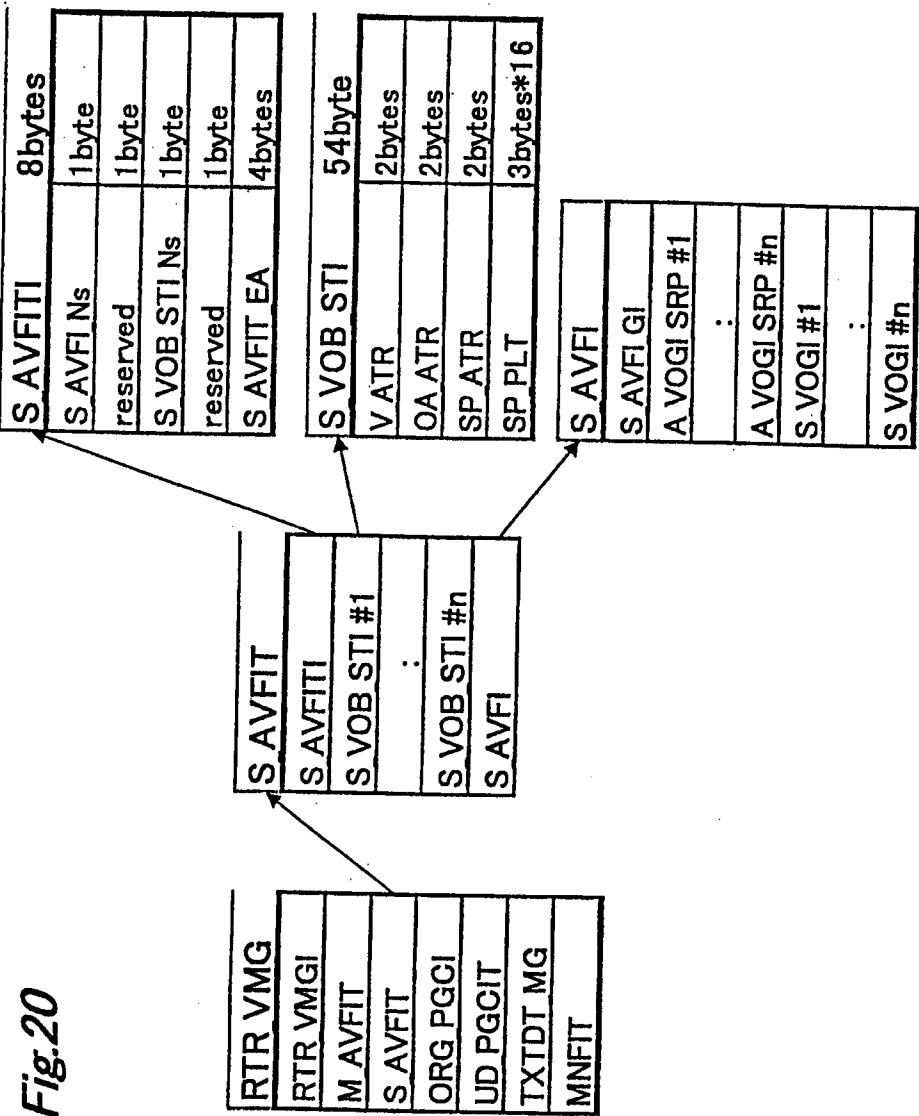 Fig.20
RTR VMG
RTR VMGI
M AVFIT
S AVFIT
ORG PGCI
UD PGCIT
TXTDT MG
MNFIT
S AVFIT
S AVFITI
S VOB STI #1
:
S VOB STI #n
S AVFI
S AVFITI 8bytes
S AVFI Ns 1byte
reserved 1byte
S VOB STI Ns 1byte
reserved 1byte
S AVFIT EA 4bytes
S VOB STI 54byte
V ATR 2bytes
OA ATR 2bytes
SP ATR 2bytes
SP PLT 3bytes*16
S AVFI
S AVFI GI
A VOGI SRP #1
:
A VOGI SRP #n
S VOGI #1
:
S VOGI #n